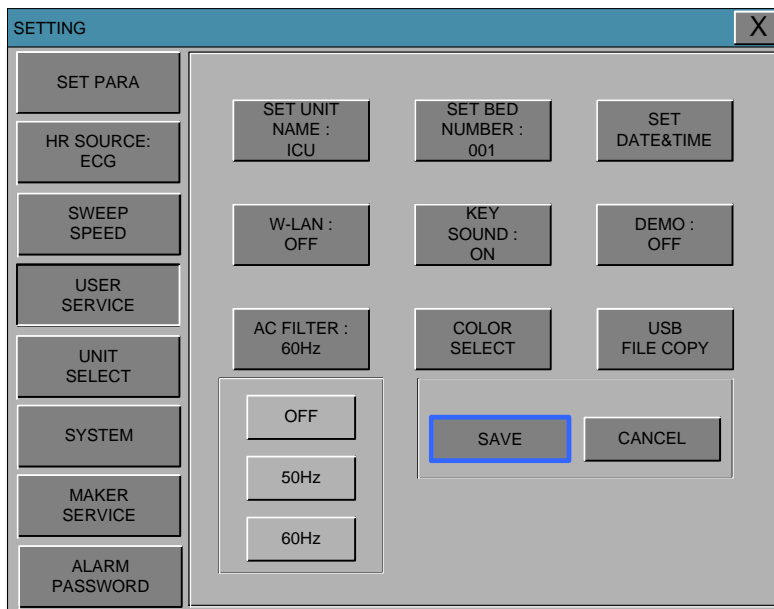 SETTING
X
SET PARA
HR SOURCE:
ECG
SWEEP
SPEED
USER
SERVICE
UNIT
SELECT
SYSTEM
MAKER
SERVICE
ALARM
PASSWORD
SET UNIT
NAME :
ICU
SET BED
NUMBER :
001
SET
DATE&TIME
W-LAN :
OFF
KEY
SOUND :
ON
DEMO :
OFF
AC FILTER :
60Hz
COLOR
SELECT
USB
FILE COPY
OFF
50Hz
60Hz
SAVE
CANCEL